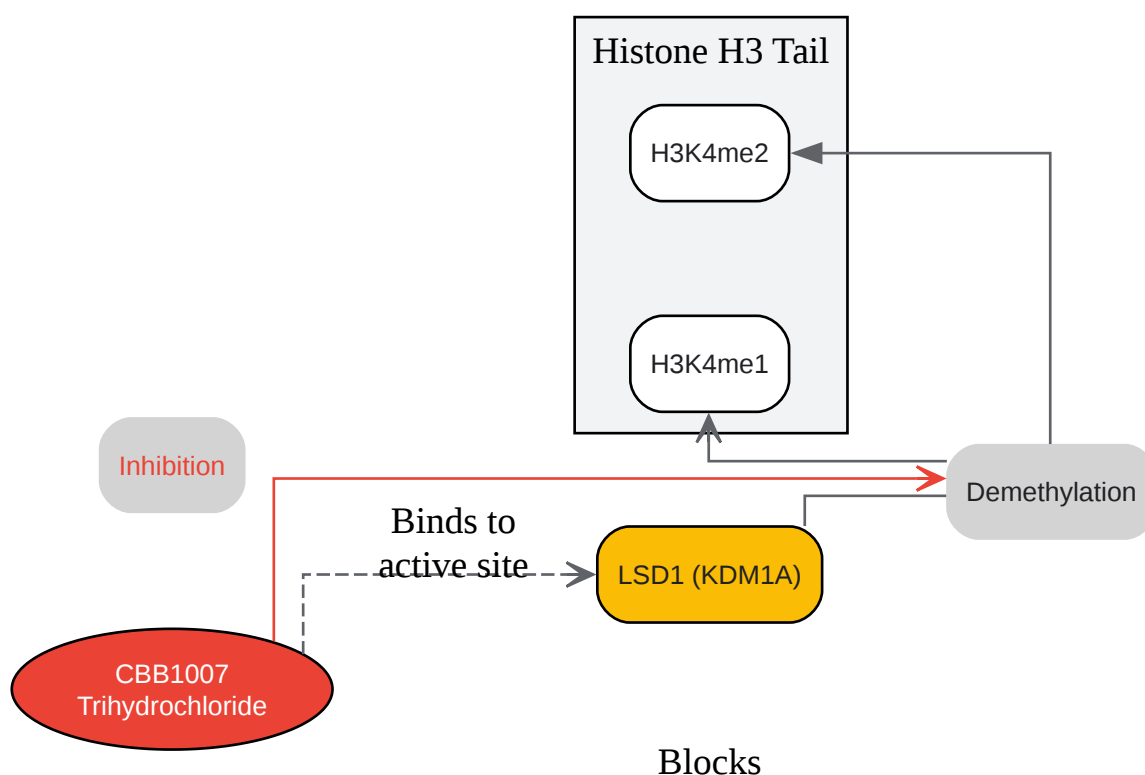 Histone H3 Tail
H3K4me2
H3K4me1
Inhibition
Demethylation
Binds to
active site
LSD1 (KDM1A)
CBB1007
Trihydrochloride
Blocks